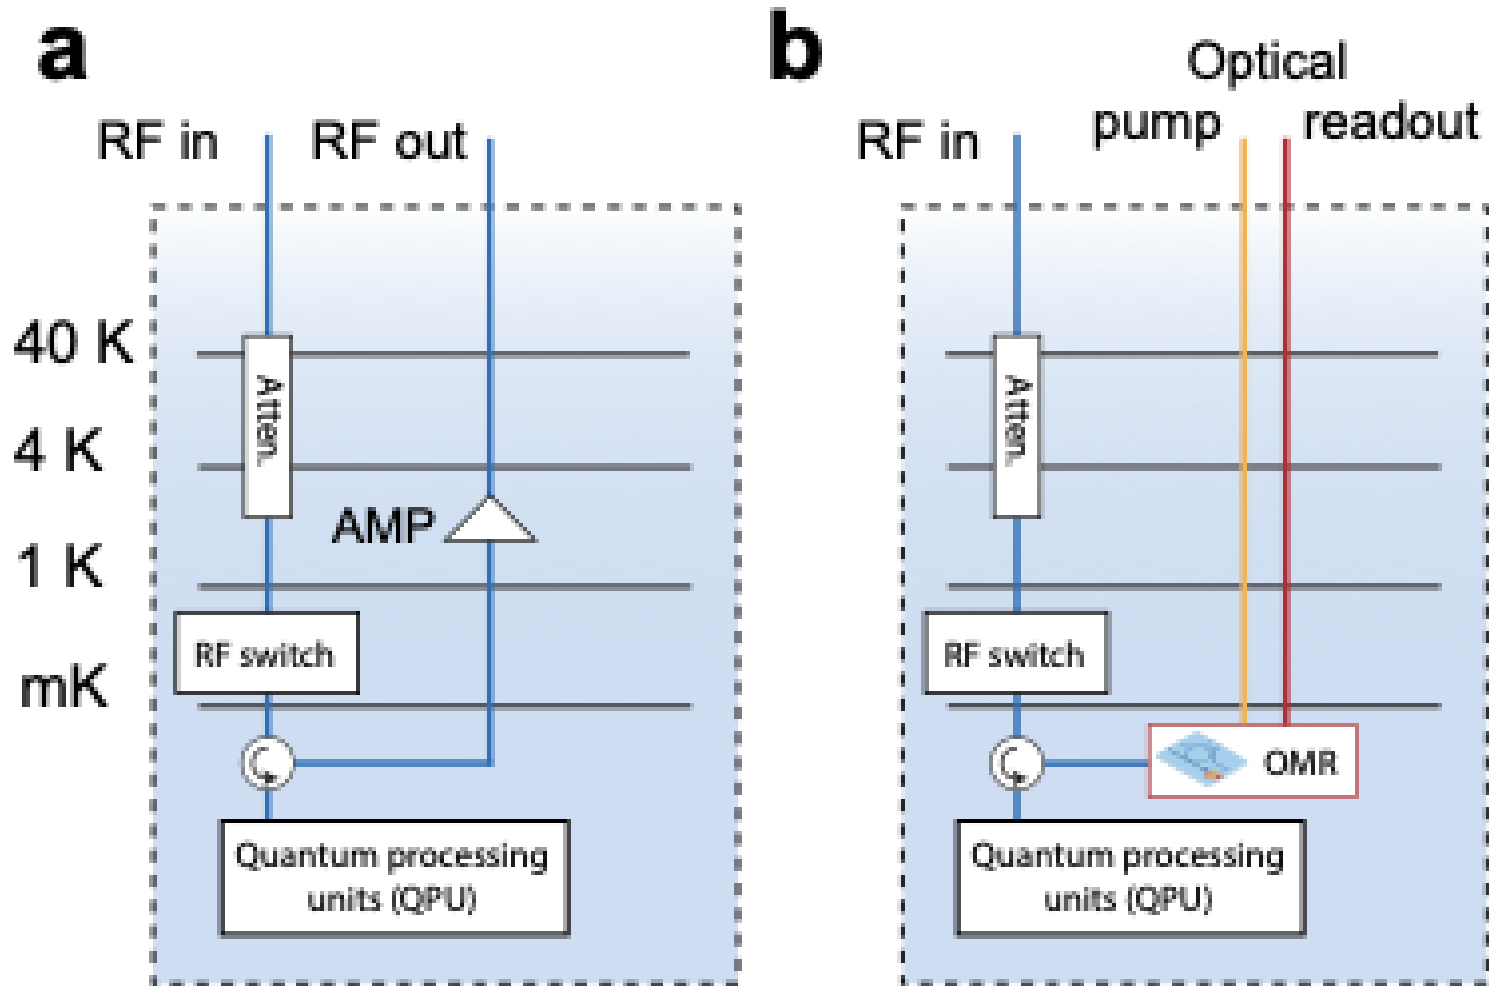 a
RF in
RF out
40 K
4 K
1 K
mK
Atten.
AMP
RF switch
Quantum processing
units (QPU)
b
Optical
pump
readout
RF in
Atten.
RF switch
OMR
Quantum processing
units (QPU)